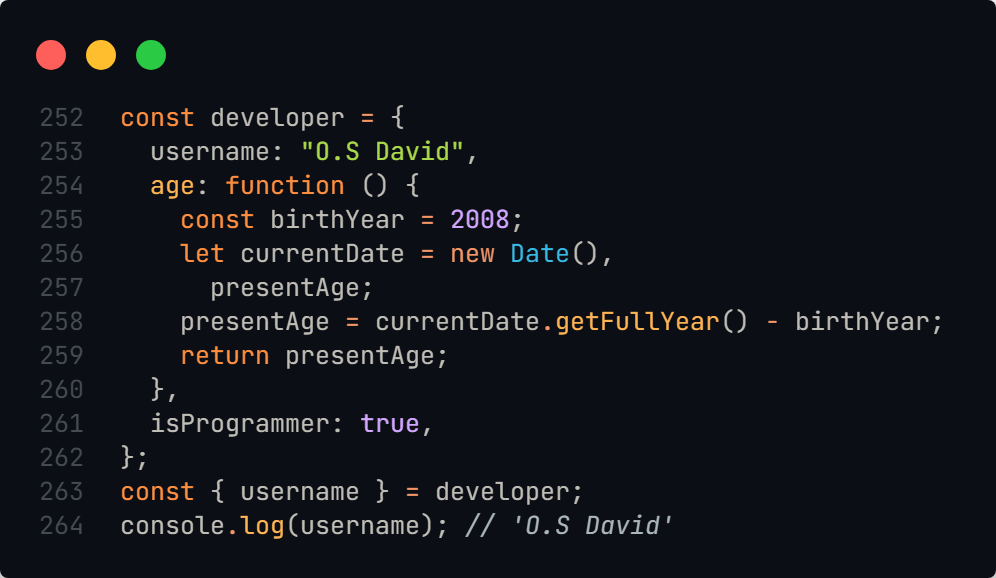 252 const developer = {
253   username: "O.S David",
254   age: function () {
255     const birthYear = 2008;
256     let currentDate = new Date(),
257       presentAge;
258     presentAge = currentDate.getFullYear() - birthYear;
259     return presentAge;
260   },
261   isProgrammer: true,
262 };
263 const { username } = developer;
264 console.log(username); // 'O.S David'